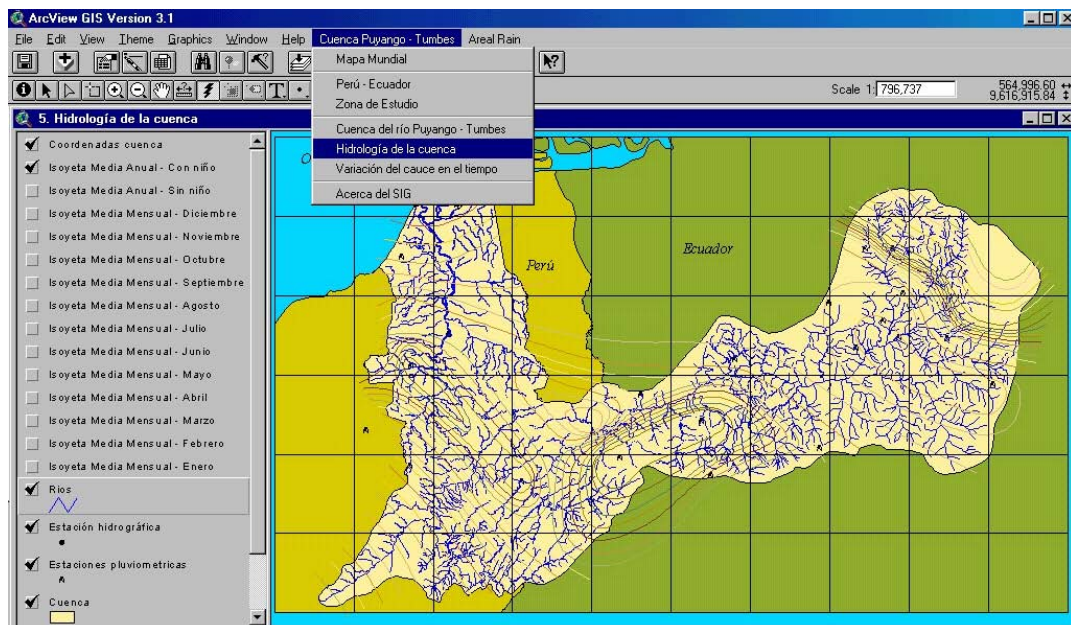 ArcView GIS Version 3.1
File Edit View Theme Graphics Window Help Cuenca Puyango - Tumbes Areal Rain
Mapa Mundial
Perú - Ecuador
Zona de Estudio
Cuenca del río Puyango - Tumbes
Hidrología de la cuenca
Variación del cauce en el tiempo
Acerca del SIG
Scale 1: 796,737
564,996.60
9,616,915.84
5. Hidrología de la cuenca
Coordenadas cuenca
Isoyeta Media Anual - Con niño
Isoyeta Media Anual - Sin niño
Isoyeta Media Mensual - Diciembre
Isoyeta Media Mensual - Noviembre
Isoyeta Media Mensual - Octubre
Isoyeta Media Mensual - Septiembre
Isoyeta Media Mensual - Agosto
Isoyeta Media Mensual - Julio
Isoyeta Media Mensual - Junio
Isoyeta Media Mensual - Mayo
Isoyeta Media Mensual - Abril
Isoyeta Media Mensual - Marzo
Isoyeta Media Mensual - Febrero
Isoyeta Media Mensual - Enero
Rios
Estación hidrográfica
Estaciones pluviometricas
Cuenca
Perú
Ecuador